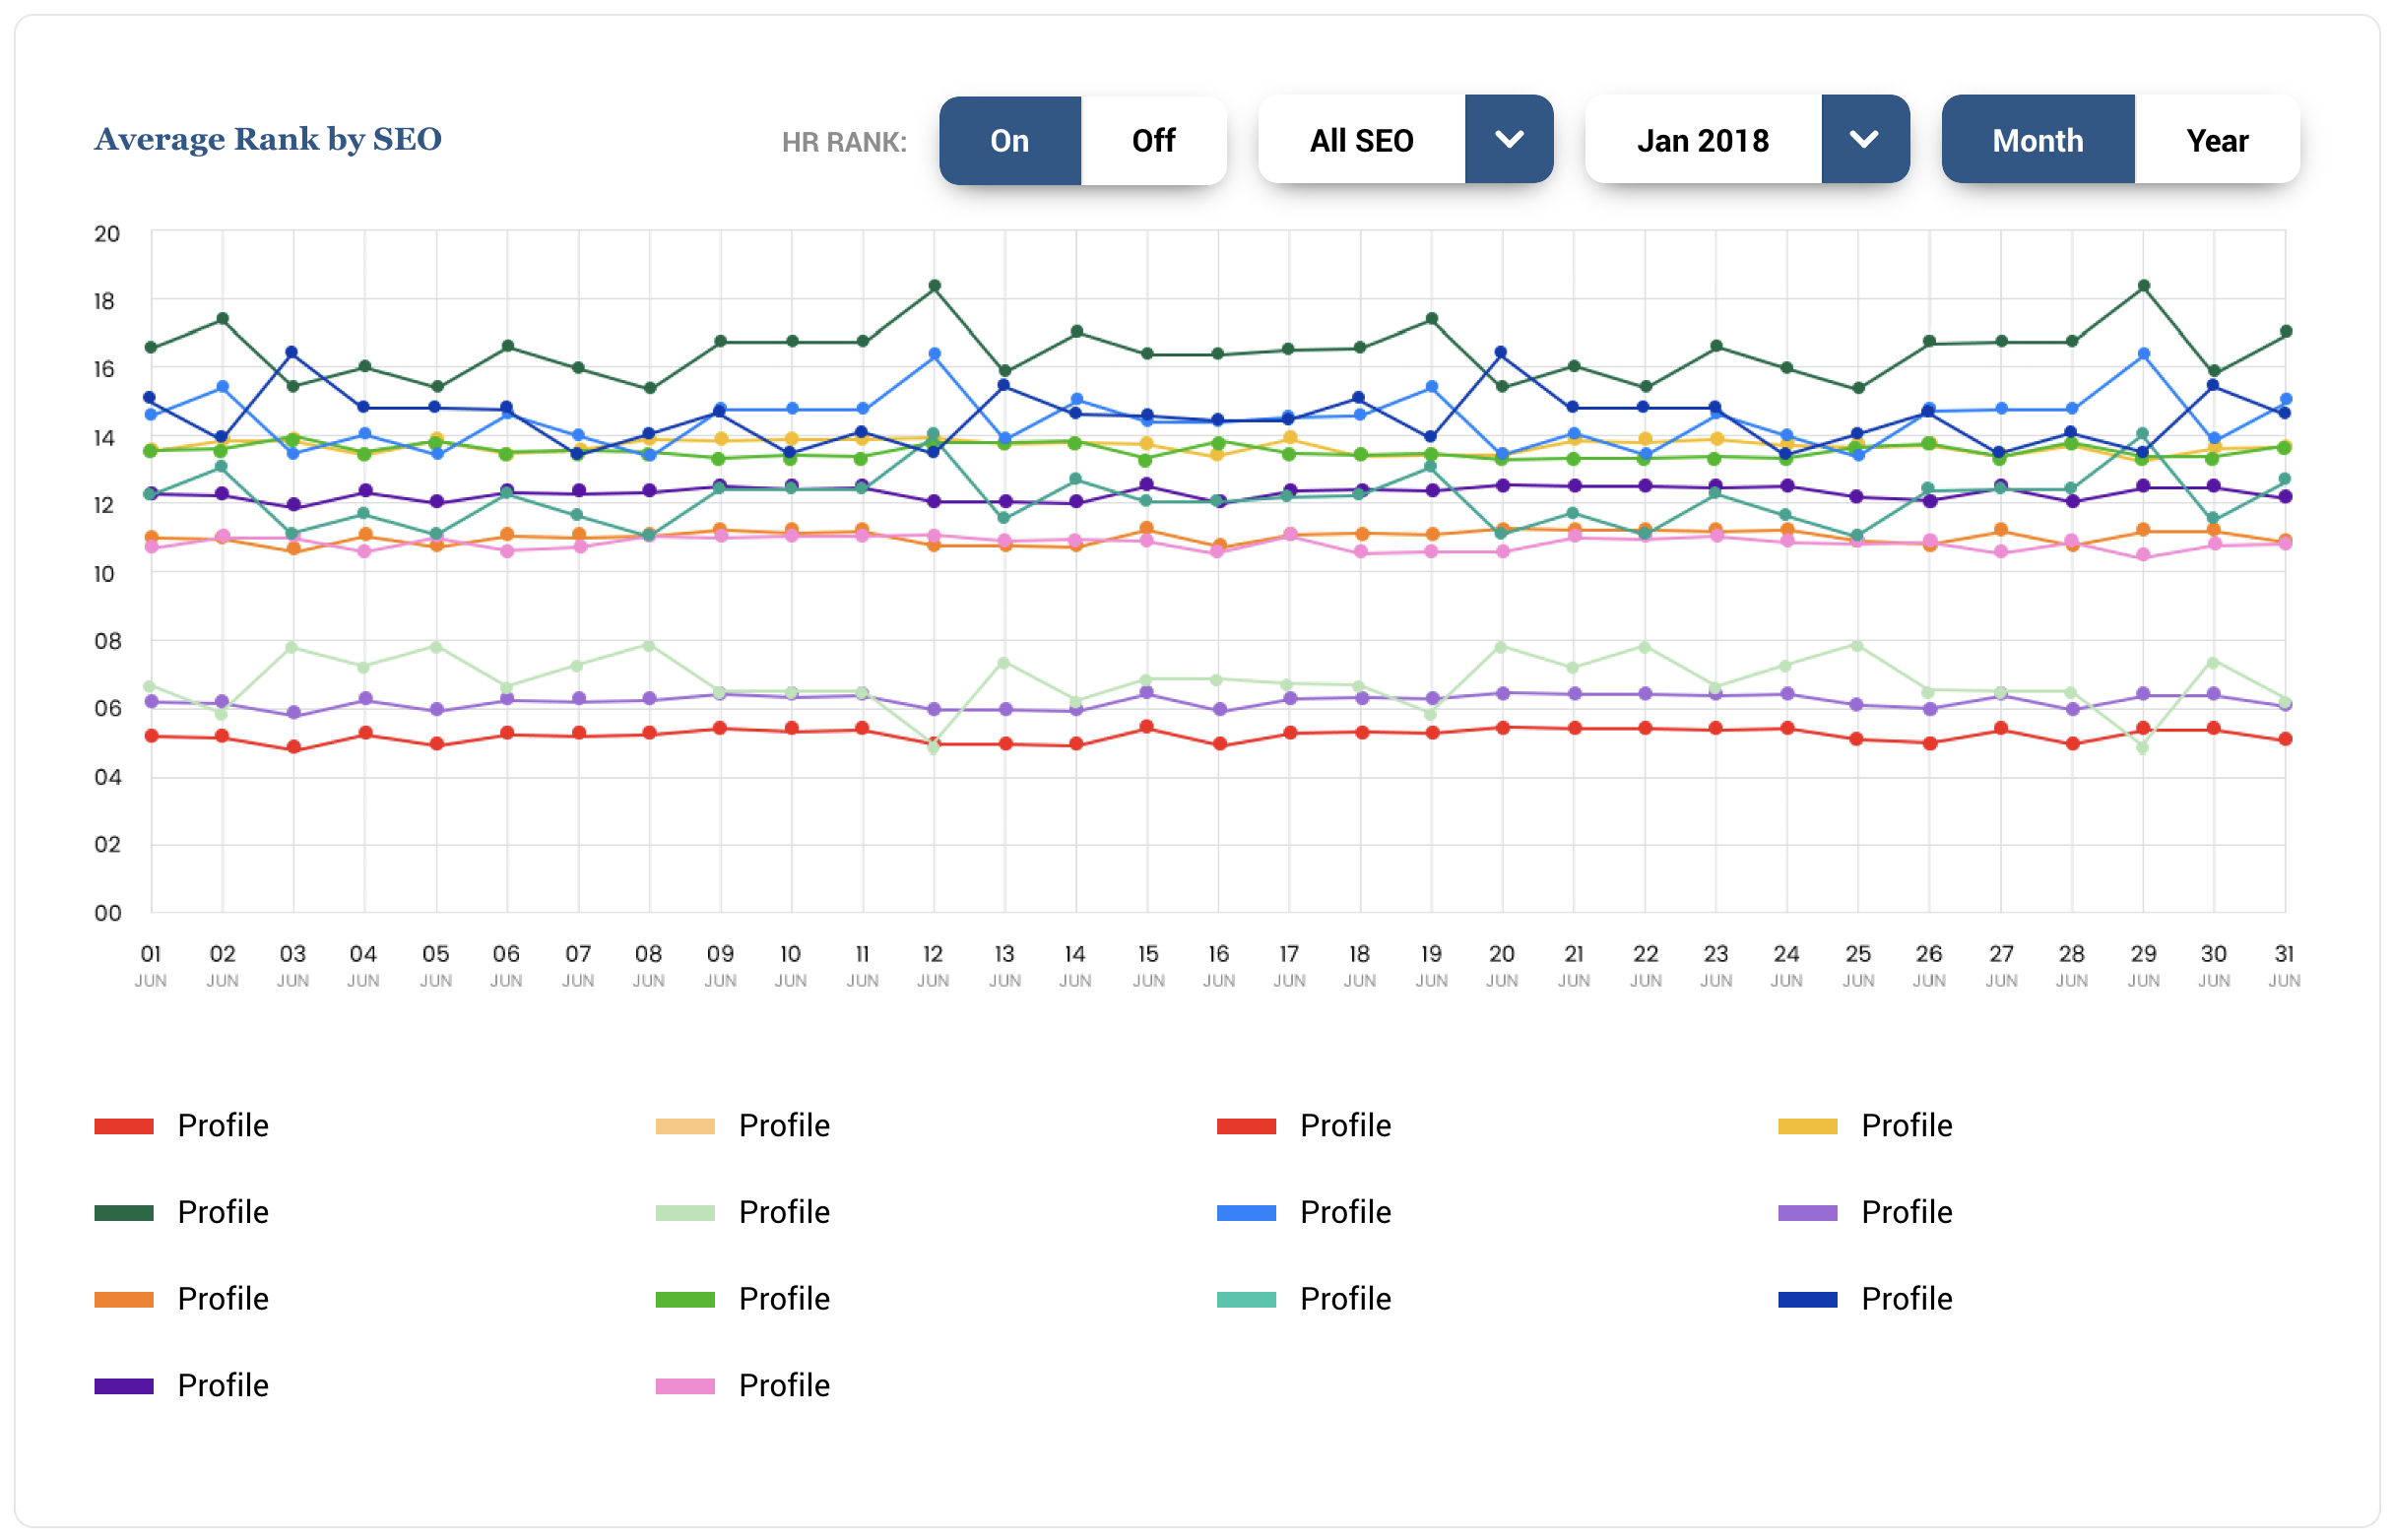 Average Rank by SEO
HR RANK: On Off All SEO Jan 2018 Month Year
20
18
16
14
12
10
08
06
04
02
00
01 02 03 04 05 06 07 08 09 10 11 12 13 14 15 16 17 18 19 20 21 22 23 24 25 26 27 28 29 30 31
JUN JUN JUN JUN JUN JUN JUN JUN JUN JUN JUN JUN JUN JUN JUN JUN JUN JUN JUN JUN JUN JUN JUN JUN JUN JUN JUN JUN JUN JUN JUN
Profile Profile Profile Profile
Profile Profile Profile Profile
Profile Profile Profile Profile
Profile Profile